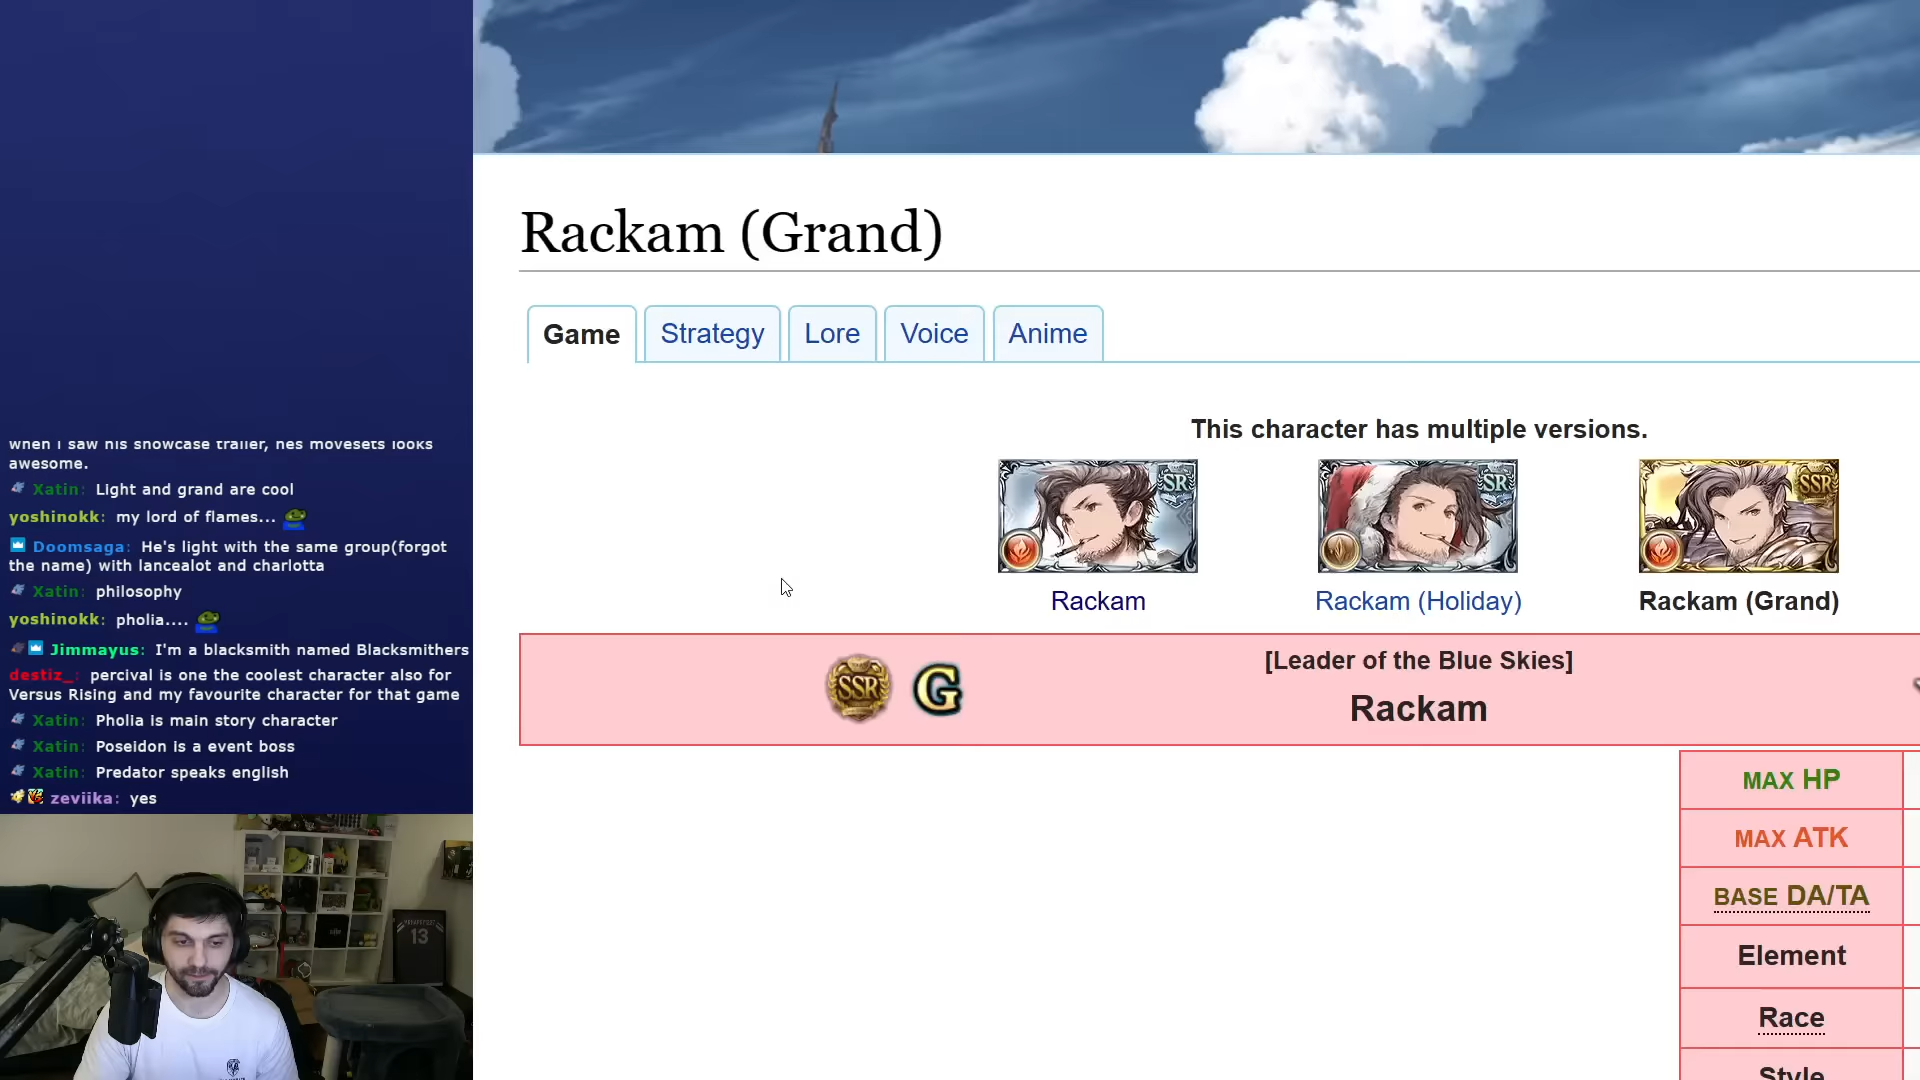 when I saw his showcase trailer, hes movesets looks
awesome.
Xatin: Light and grand are cool
yoshinokk: my lord of flames...
Doomsaga: He's light with the same group(forgot
the name) with lancealot and charlotta
Xatin: philosophy
yoshinokk: pholia....
Jimmayus: I'm a blacksmith named Blacksmithers
destiz_: percival is one the coolest character also for
Versus Rising and my favourite character for that game
Xatin: Pholia is main story character
Xatin: Poseidon is a event boss
Xatin: Predator speaks english
zeviika: yes
13
Rackam (Grand)
Game
Strategy
Lore
Voice
Anime
This character has multiple versions.
SR
SR
SSR
Rackam
Rackam (Holiday)
Rackam (Grand)
SSR
G
[Leader of the Blue Skies]
Rackam
MAX HP
MAX ATK
BASE DA/TA
Element
Race
Style